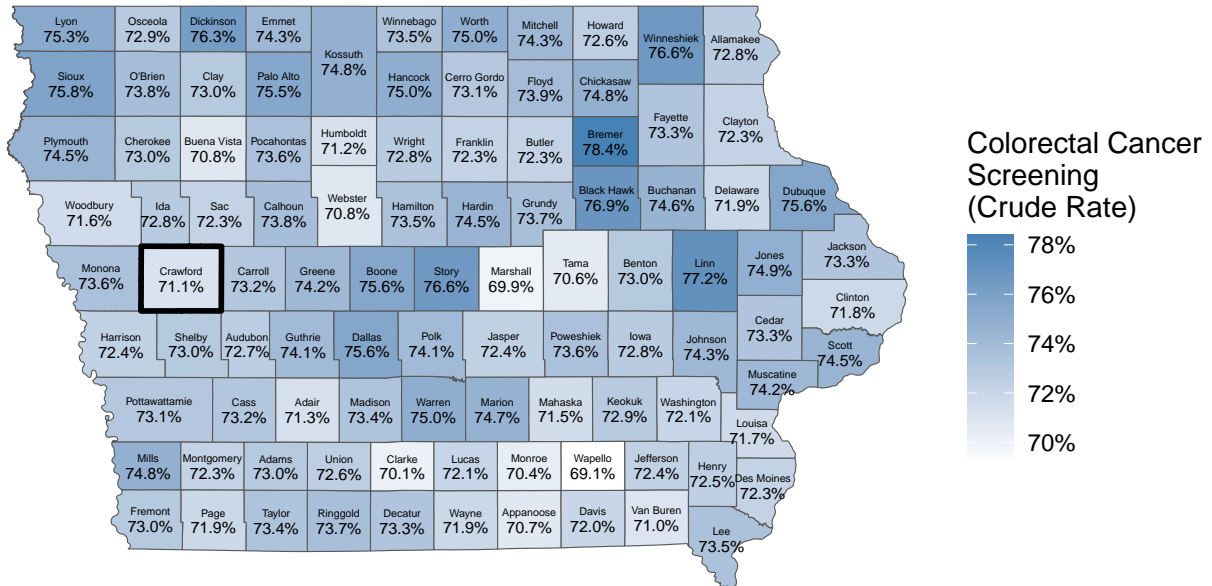 Lyon
75.3%
Osceola
72.9%
Dickinson
76.3%
Emmet
74.3%
Kossuth
74.8%
Winnebago
73.5%
Worth
75.0%
Mitchell
74.3%
Howard
72.6%
Winneshiek
76.6%
Allamakee
72.8%
Sioux
75.8%
O'Brien
73.8%
Clay
73.0%
Palo Alto
75.5%
Hancock
75.0%
Cerro Gordo
73.1%
Floyd
73.9%
Chickasaw
74.8%
Fayette
73.3%
Clayton
72.3%
Plymouth
74.5%
Cherokee
73.0%
Buena Vista
70.8%
Pocahontas
73.6%
Humboldt
71.2%
Wright
72.8%
Franklin
72.3%
Butler
72.3%
Bremer
78.4%
Woodbury
71.6%
Ida
72.8%
Sac
72.3%
Calhoun
73.8%
Webster
70.8%
Hamilton
73.5%
Hardin
74.5%
Grundy
73.7%
Black Hawk
76.9%
Buchanan
74.6%
Delaware
71.9%
Dubuque
75.6%
Monona
73.6%
Crawford
71.1%
Carroll
73.2%
Greene
74.2%
Boone
75.6%
Story
76.6%
Marshall
69.9%
Tama
70.6%
Benton
73.0%
Linn
77.2%
Jones
74.9%
Jackson
73.3%
Clinton
71.8%
Harrison
72.4%
Shelby
73.0%
Audubon
72.7%
Guthrie
74.1%
Dallas
75.6%
Polk
74.1%
Jasper
72.4%
Poweshiek
73.6%
Iowa
72.8%
Johnson
74.3%
Cedar
73.3%
Scott
74.5%
Muscatine
74.2%
Pottawattamie
73.1%
Cass
73.2%
Adair
71.3%
Madison
73.4%
Warren
75.0%
Marion
74.7%
Mahaska
71.5%
Keokuk
72.9%
Washington
72.1%
Louisa
71.7%
Mills
74.8%
Montgomery
72.3%
Adams
73.0%
Union
72.6%
Clarke
70.1%
Lucas
72.1%
Monroe
70.4%
Wapello
69.1%
Jefferson
72.4%
Henry
72.5%
Des Moines
72.3%
Fremont
73.0%
Page
71.9%
Taylor
73.4%
Ringgold
73.7%
Decatur
73.3%
Wayne
71.9%
Appanoose
70.7%
Davis
72.0%
Van Buren
71.0%
Lee
73.5%
Colorectal Cancer
Screening
(Crude Rate)
78%
76%
74%
72%
70%